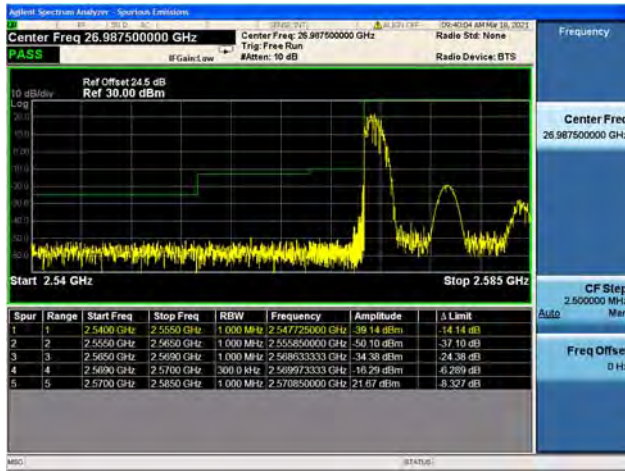 Agilent Spectrum Analyzer - Spurious Emissions
SENSE:INT ALIGN OFF 09:40:04 AM Mar 18, 2021
Center Freq 26.987500000 GHz Center Freq: 26.987500000 GHz Radio Std: None Frequency
Trig: Free Run
PASS IFGain:Low #Atten: 10 dB Radio Device: BTS
Ref Offset 24.5 dB
10 dB/div Ref 30.00 dBm
Log
Center Freq
26.987500000 GHz
Start 2.54 GHz Stop 2.585 GHz
CF Step
2.500000 MHz
Auto Man
Spur Range Start Freq Stop Freq RBW Frequency Amplitude Δ Limit
1 1 2.5400 GHz 2.5550 GHz 1.000 MHz 2.547725000 GHz -39.14 dBm -14.14 dB
2 2 2.5550 GHz 2.5650 GHz 1.000 MHz 2.555850000 GHz -50.10 dBm -37.10 dB
3 3 2.5650 GHz 2.5690 GHz 1.000 MHz 2.568633333 GHz -34.38 dBm -24.38 dB
4 4 2.5690 GHz 2.5700 GHz 300.0 kHz 2.569973333 GHz -16.29 dBm -6.289 dB
5 5 2.5700 GHz 2.5850 GHz 1.000 MHz 2.570850000 GHz 21.67 dBm -8.327 dB
Freq Offset
0 Hz
MSG STATUS